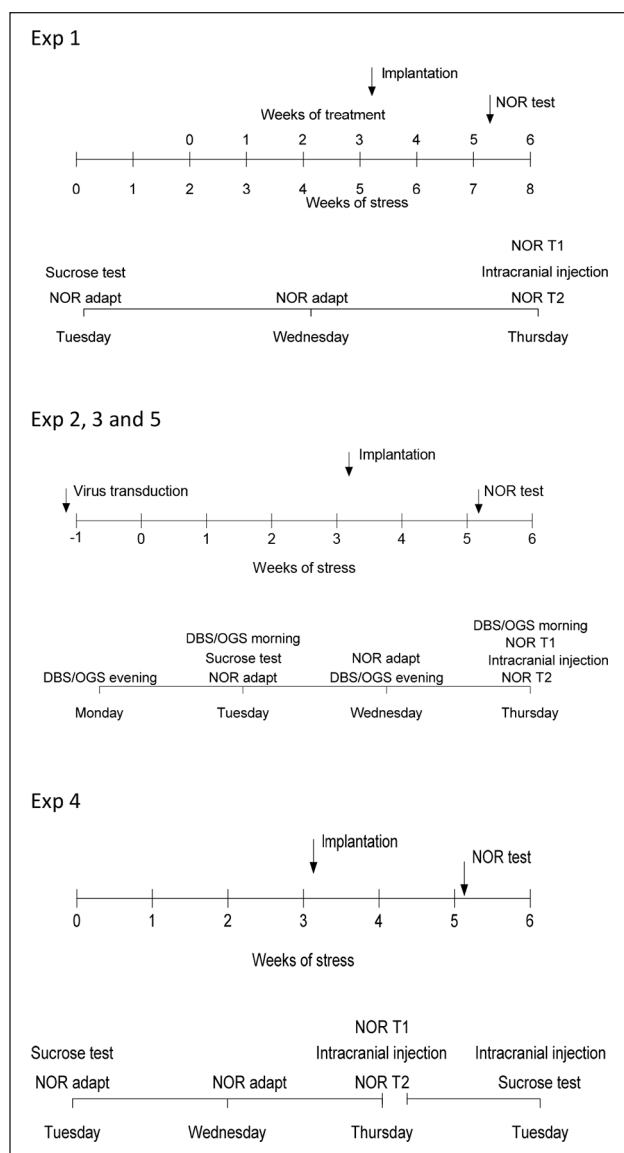 Exp 1
Implantation
Weeks of treatment
NOR test
0 1 2 3 4 5 6
0 1 2 3 4 5 6 7 8
Weeks of stress
NOR T1
Sucrose test Intracranial injection
NOR adapt NOR adapt NOR T2
Tuesday Wednesday Thursday
Exp 2, 3 and 5
Implantation
Virus transduction NOR test
-1 0 1 2 3 4 5 6
Weeks of stress
DBS/OGS morning DBS/OGS morning
NOR T1
Sucrose test NOR adapt Intracranial injection
DBS/OGS evening NOR adapt DBS/OGS evening NOR T2
Monday Tuesday Wednesday Thursday
Exp 4
Implantation
NOR test
0 1 2 3 4 5 6
Weeks of stress
NOR T1
Sucrose test Intracranial injection Intracranial injection
NOR adapt NOR adapt NOR T2 Sucrose test
Tuesday Wednesday Thursday Tuesday